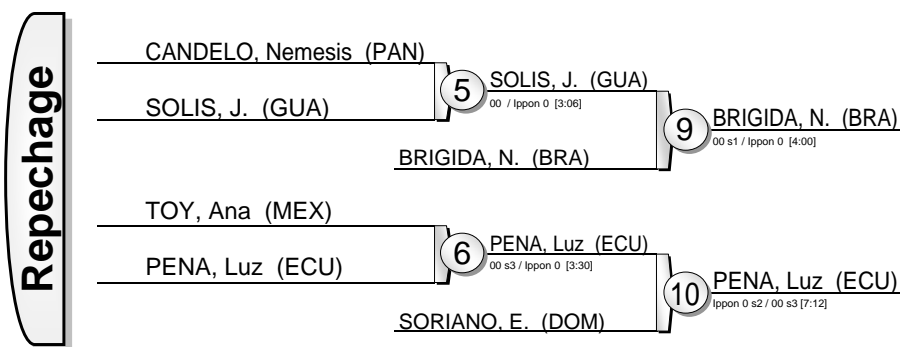 Repechage
CANDELO, Nemesis (PAN)
SOLIS, J. (GUA)
5
SOLIS, J. (GUA)
00 / Ippon 0 [3:06]
BRIGIDA, N. (BRA)
9
BRIGIDA, N. (BRA)
00 s1 / Ippon 0 [4:00]
TOY, Ana (MEX)
PENA, Luz (ECU)
6
PENA, Luz (ECU)
00 s3 / Ippon 0 [3:30]
SORIANO, E. (DOM)
10
PENA, Luz (ECU)
Ippon 0 s2 / 00 s3 [7:12]